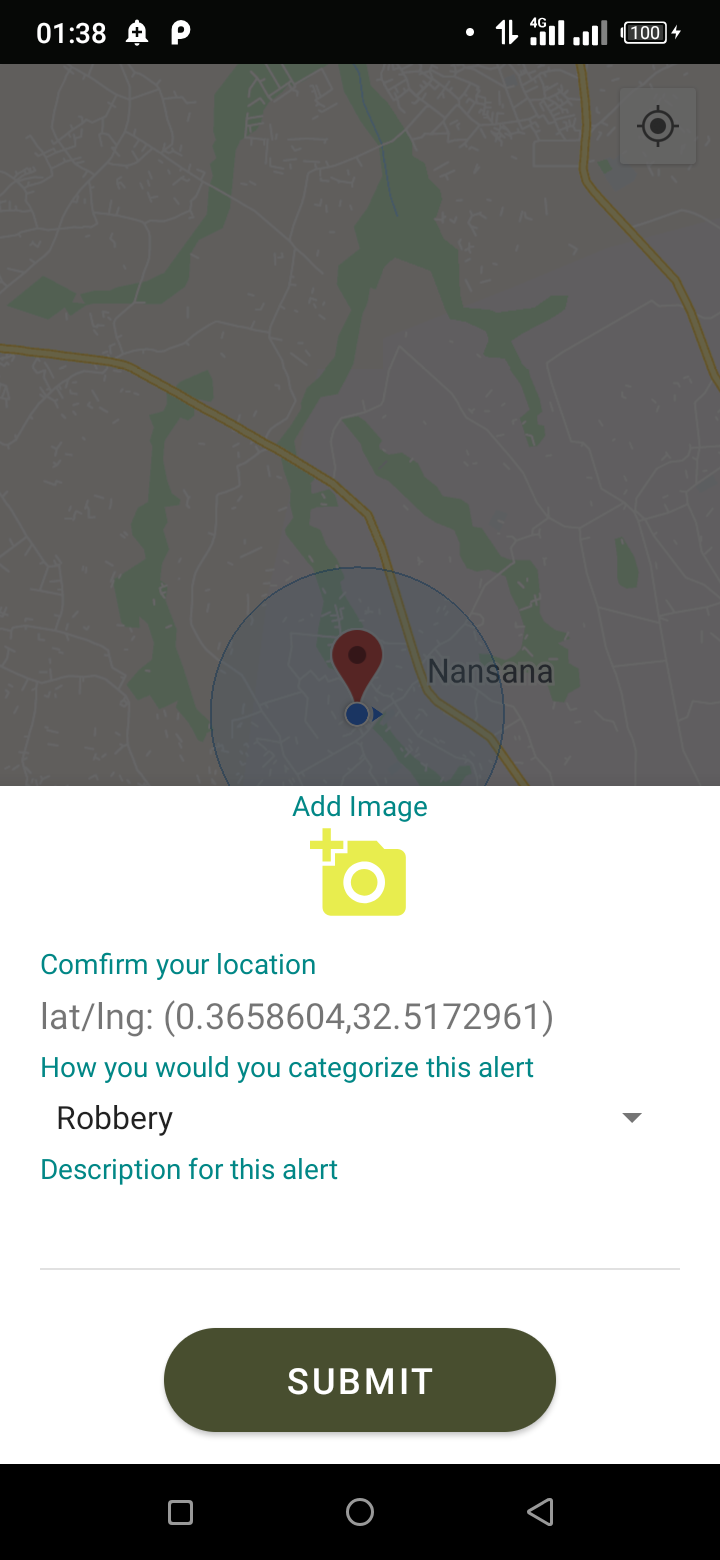 01:38
4G
100
Nansana
Add Image
Comfirm your location
lat/lng: (0.3658604,32.5172961)
How you would you categorize this alert
Robbery
Description for this alert
SUBMIT